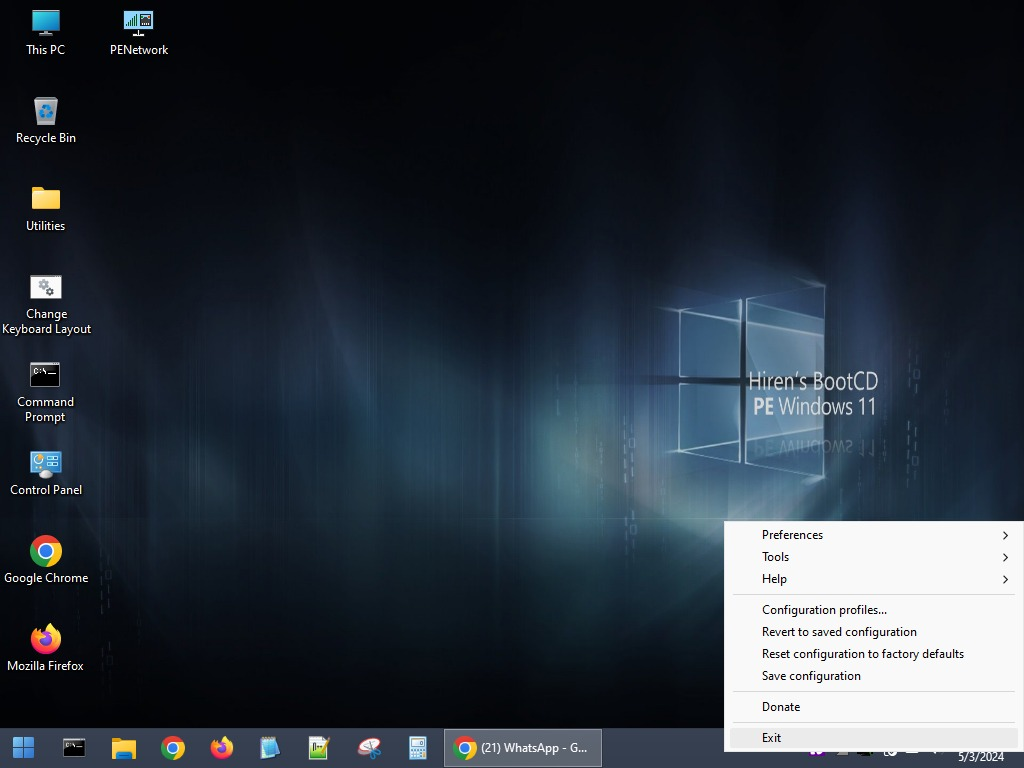 This PC
PENetwork
Recycle Bin
Utilities
Change
Keyboard Layout
Command
Prompt
Control Panel
Google Chrome
Mozilla Firefox
Hiren's BootCD
PE Windows 11
Preferences
Tools
Help
Configuration profiles...
Revert to saved configuration
Reset configuration to factory defaults
Save configuration
Donate
Exit
(21) WhatsApp - G...
5/3/2024